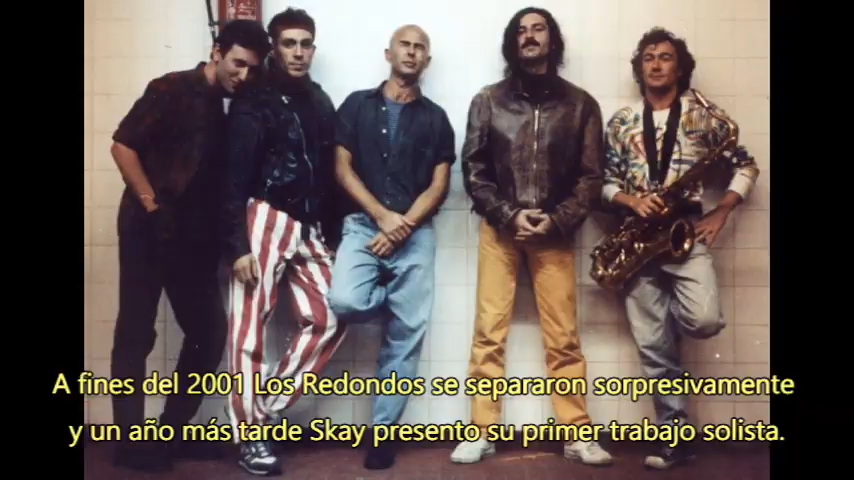 A fines del 2001 Los Redondos se separaron sorpresivamente
y un año más tarde Skay presento su primer trabajo solista.